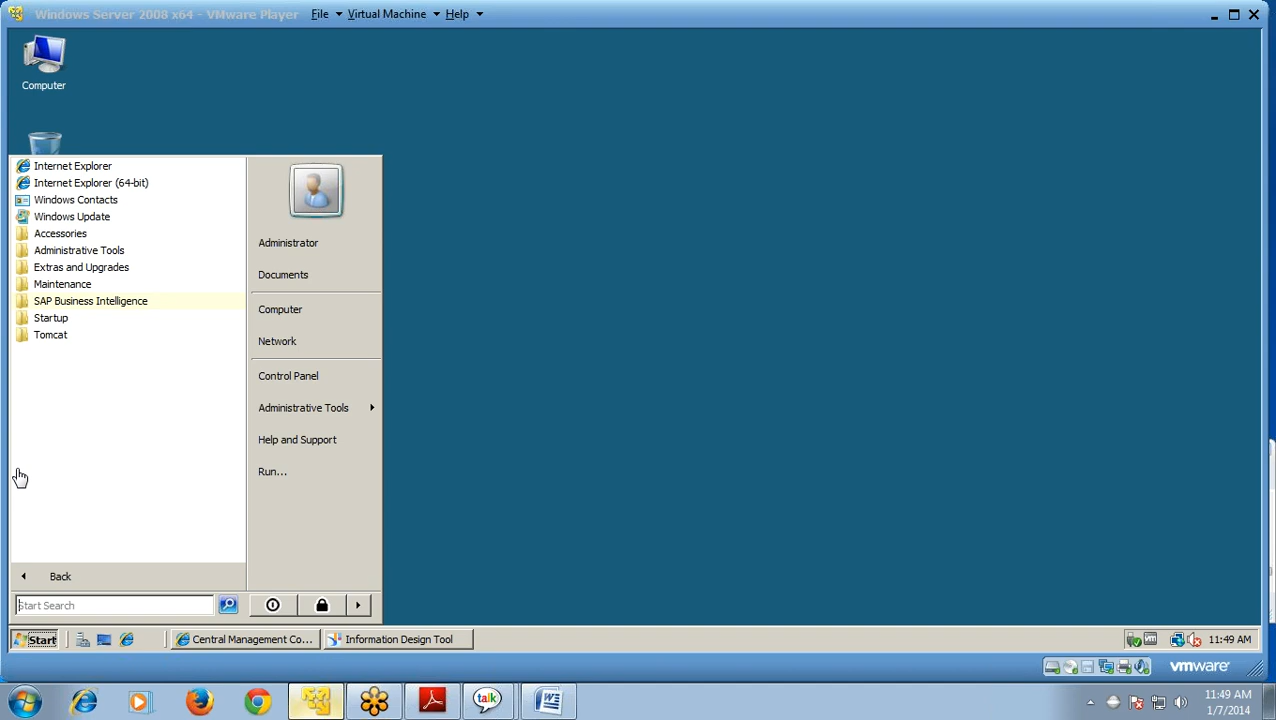 Windows Server 2008 x64 - VMware Player File Virtual Machine Help
Computer
Internet Explorer
Internet Explorer (64-bit)
Windows Contacts
Windows Update
Accessories
Administrative Tools
Extras and Upgrades
Maintenance
SAP Business Intelligence
Startup
Tomcat
Back
Start Search
Administrator
Documents
Computer
Network
Control Panel
Administrative Tools
Help and Support
Run...
Start Central Management Co... Information Design Tool 11:49 AM
vmware
talk
11:49 AM
1/7/2014